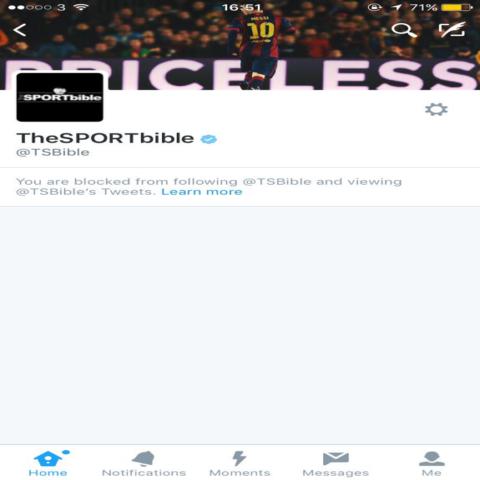 3 16:51 71%
MESSI
10
PRICELESS
SPORTbible
TheSPORTbible
@TSBible
You are blocked from following @TSBible and viewing
@TSBible's Tweets. Learn more
Home Notifications Moments Messages Me